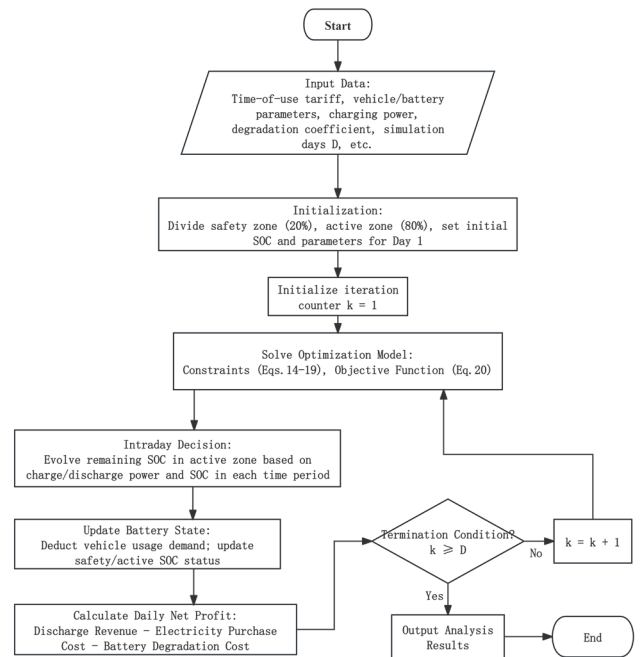 Start
Input Data:
Time-of-use tariff, vehicle/battery
parameters, charging power,
degradation coefficient, simulation
days D, etc.
Initialization:
Divide safety zone (20%), active zone (80%), set initial
SOC and parameters for Day 1
Initialize iteration
counter k = 1
Solve Optimization Model:
Constraints (Eqs. 14-19), Objective Function (Eq. 20)
Intraday Decision:
Evolve remaining SOC in active zone based on
charge/discharge power and SOC in each time period
Update Battery State:
Deduct vehicle usage demand; update
safety/active SOC status
Calculate Daily Net Profit:
Discharge Revenue - Electricity Purchase
Cost - Battery Degradation Cost
Termination Condition?
k ⩾ D
No
k = k + 1
Yes
Output Analysis
Results
End